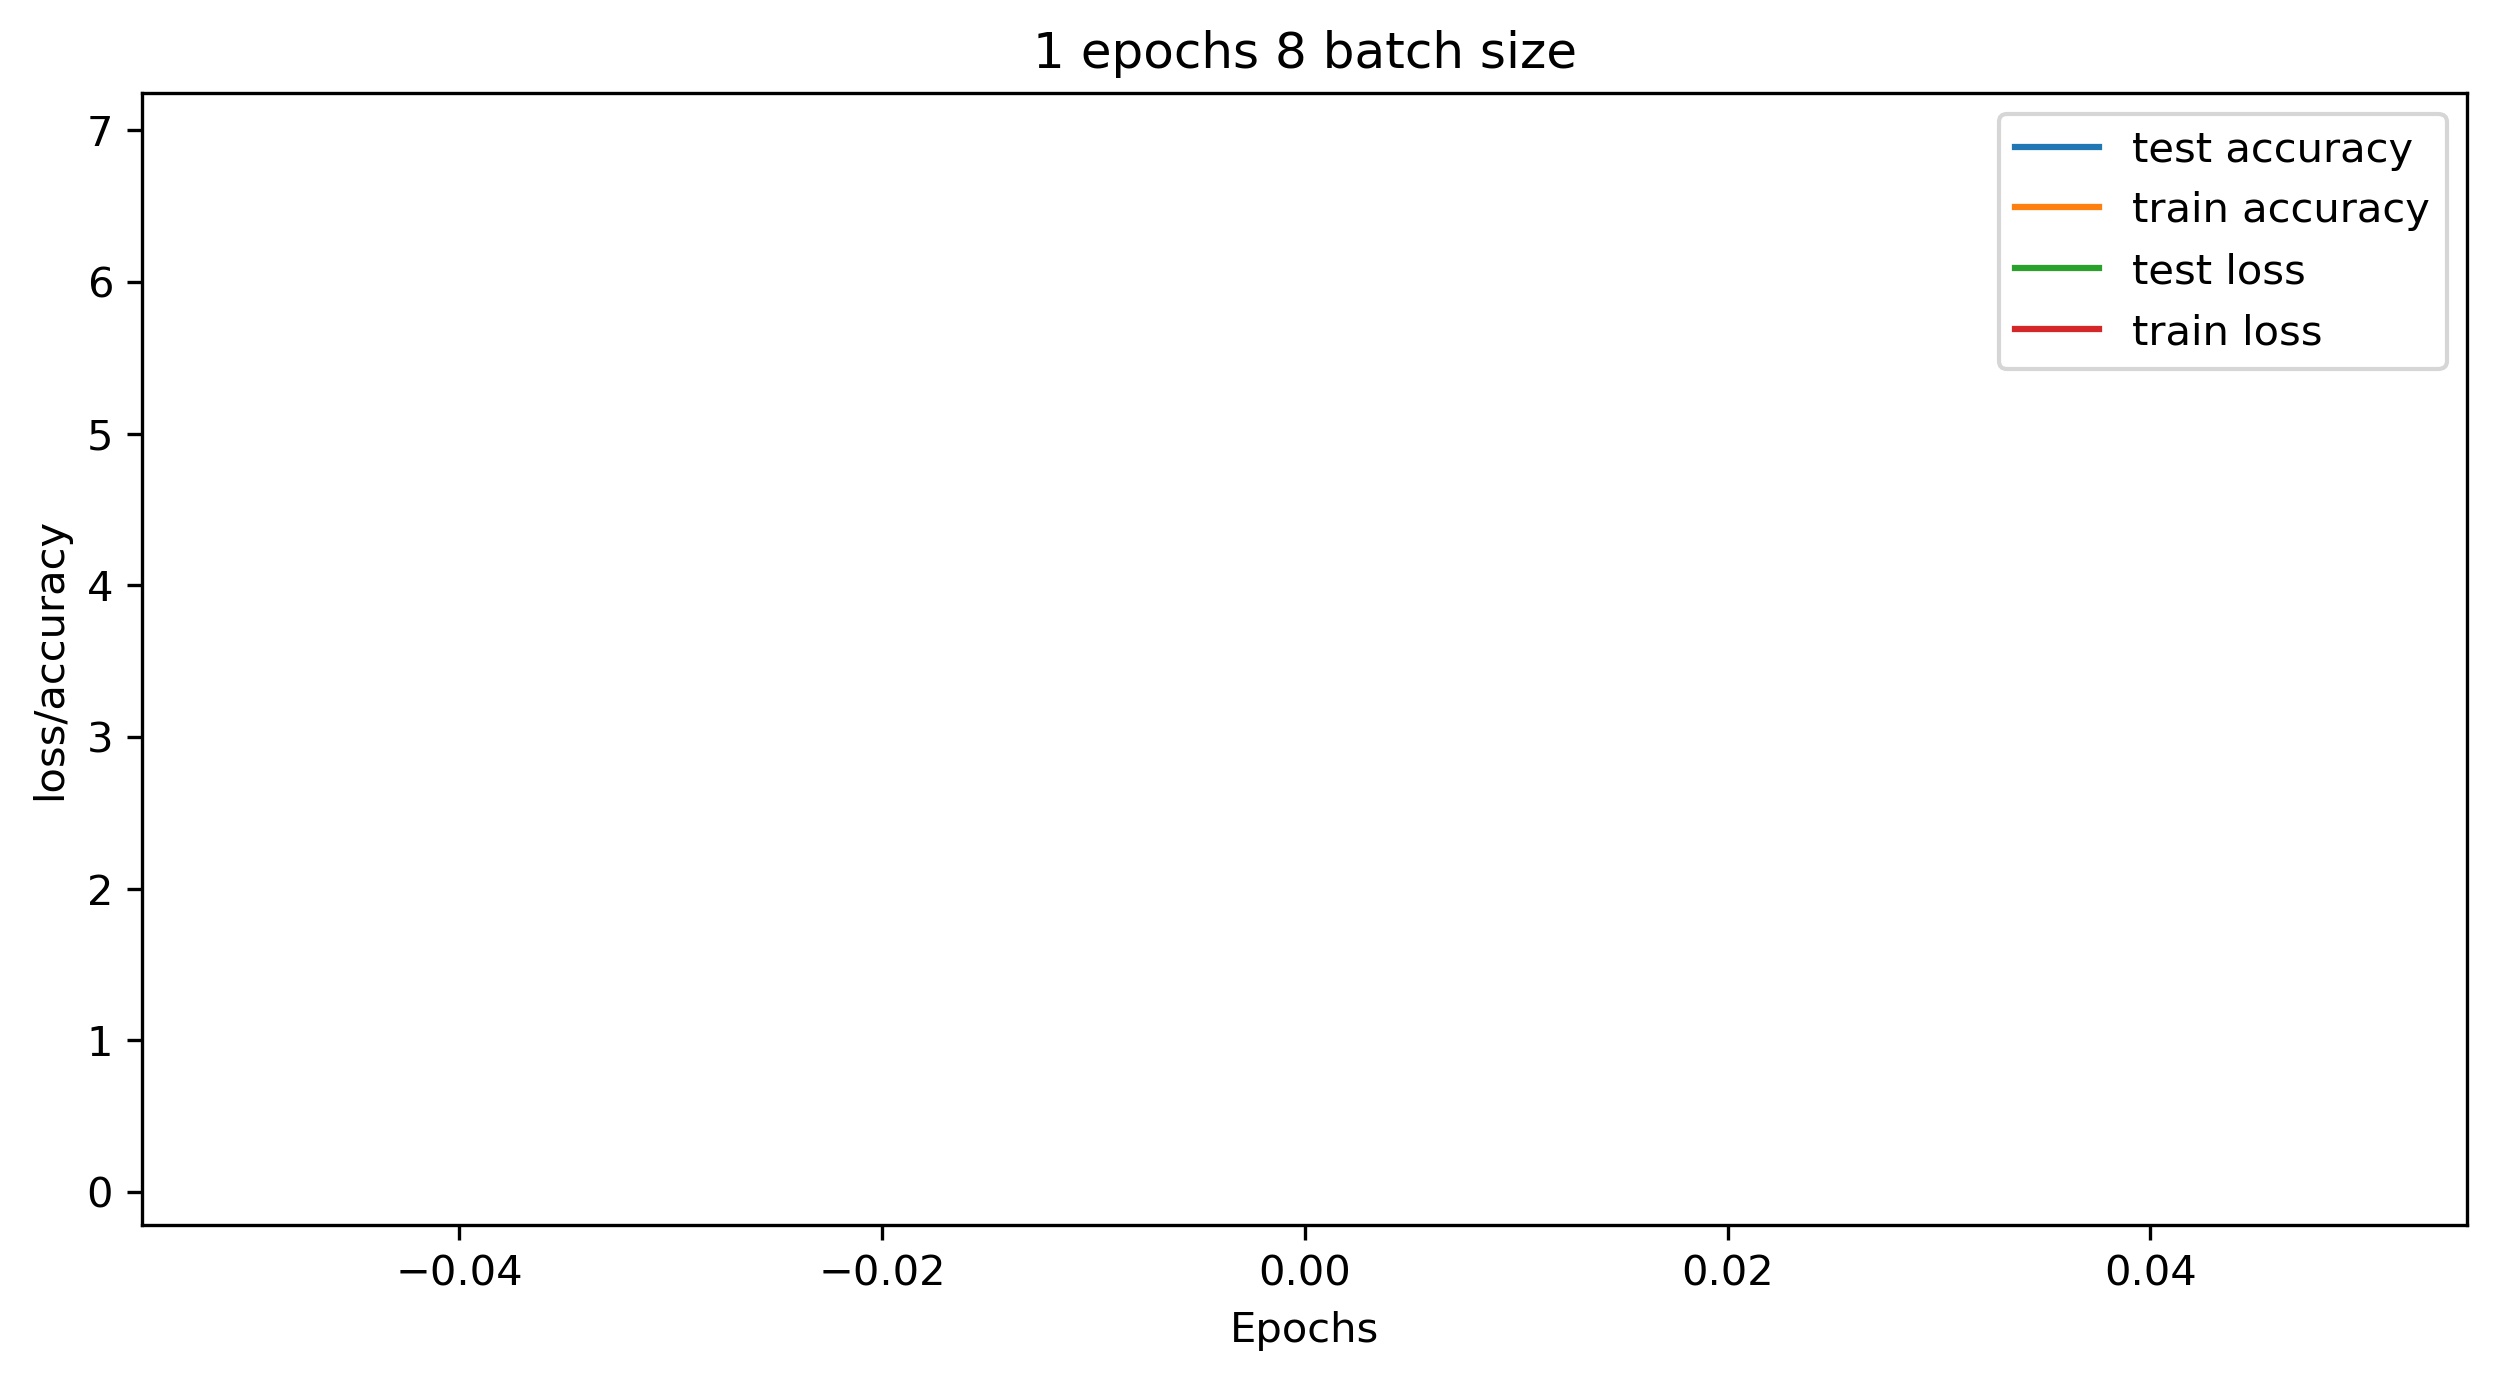 1 epochs 8 batch size
test accuracy
train accuracy
test loss
train loss
7
6
5
4
3
2
1
0
loss/accuracy
−0.04
−0.02
0.00
0.02
0.04
Epochs